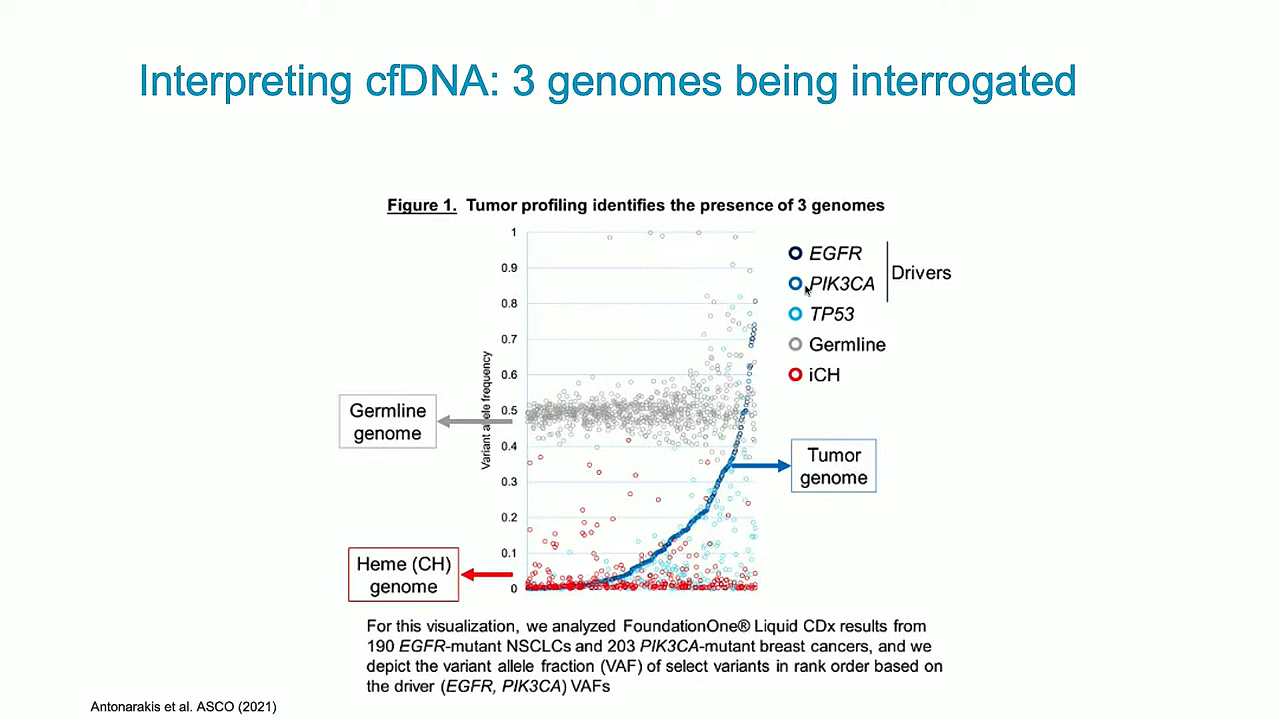 Interpreting cfDNA: 3 genomes being interrogated
Figure 1. Tumor profiling identifies the presence of 3 genomes
1
0.9
0.8
0.7
0.6
0.5
0.4
0.3
0.2
0.1
0
Variant allele frequency
EGFR
PIK3CA
Drivers
TP53
Germline
iCH
Germline
genome
Tumor
genome
Heme (CH)
genome
For this visualization, we analyzed FoundationOne® Liquid CDx results from
190 EGFR-mutant NSCLCs and 203 PIK3CA-mutant breast cancers, and we
depict the variant allele fraction (VAF) of select variants in rank order based on
the driver (EGFR, PIK3CA) VAFs
Antonarakis et al. ASCO (2021)